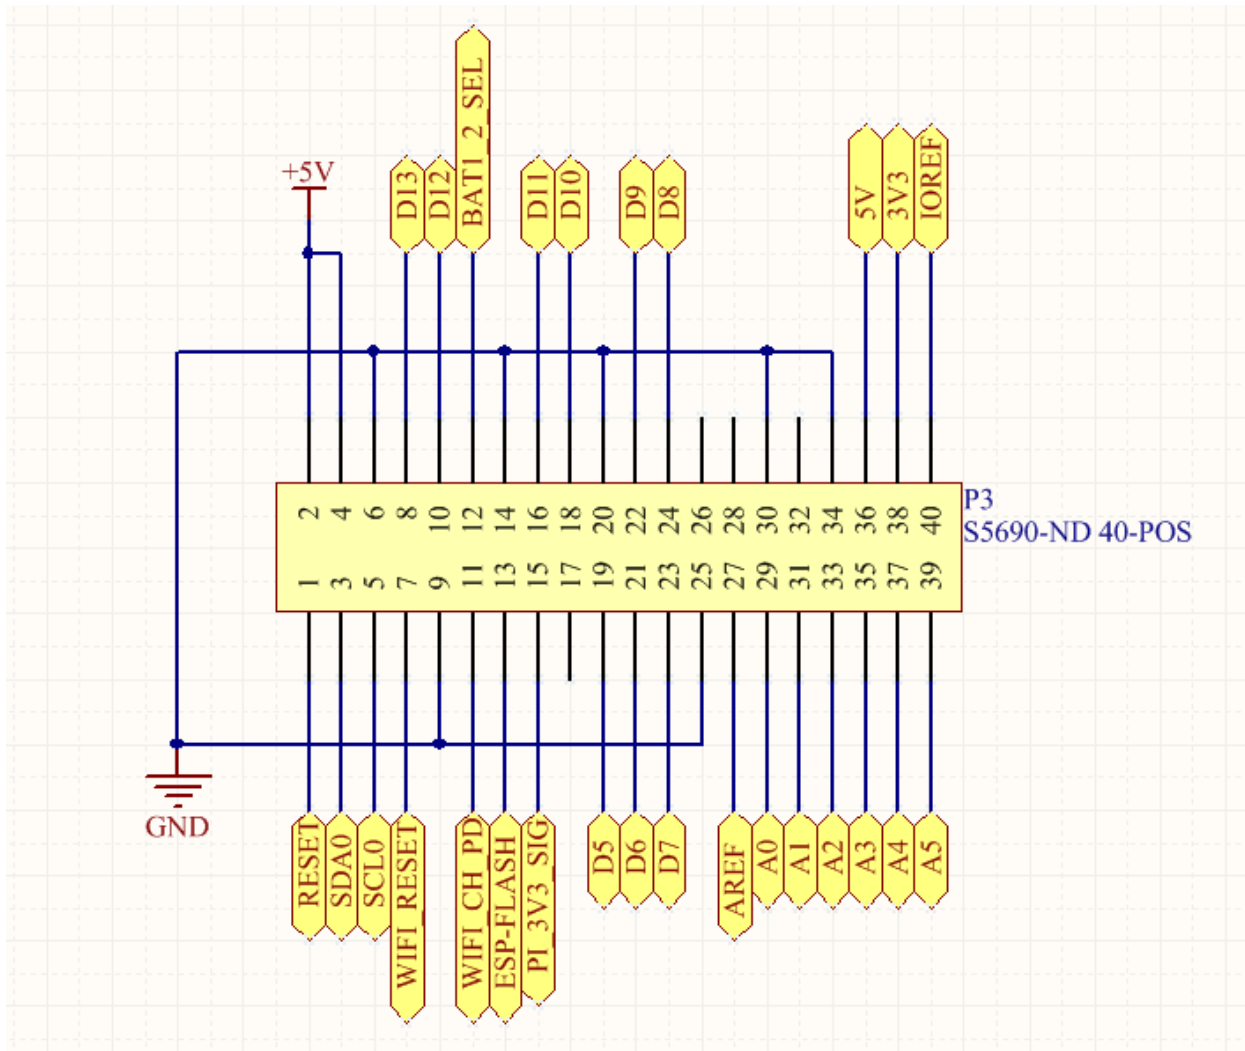 BAT1_2_SEL
+5V
D13
D12
D11
D10
D9
D8
5V
3V3
IOREF
P3
S5690-ND 40-POS
2 4 6 8 10 12 14 16 18 20 22 24 26 28 30 32 34 36 38 40
1 3 5 7 9 11 13 15 17 19 21 23 25 27 29 31 33 35 37 39
GND
RESET
SDA0
SCL0
WIFI_RESET
WIFI_CH_PD
ESP-FLASH
PI_3V3_SIG
D5
D6
D7
AREF
A0
A1
A2
A3
A4
A5